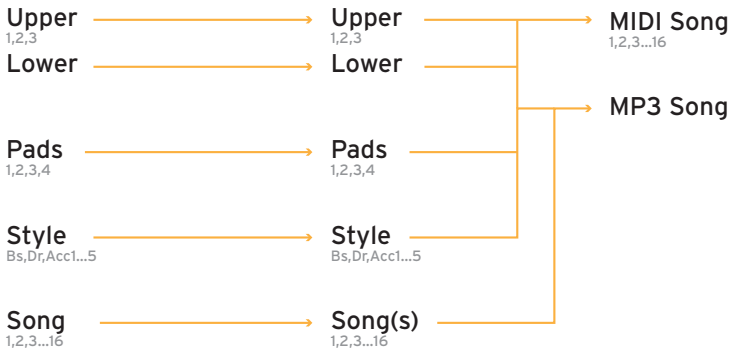 Upper
1,2,3
Lower
Pads
1,2,3,4
Style
Bs,Dr,Acc1...5
Song
1,2,3...16
Upper
1,2,3
Lower
Pads
1,2,3,4
Style
Bs,Dr,Acc1...5
Song(s)
1,2,3...16
MIDI Song
1,2,3...16
MP3 Song